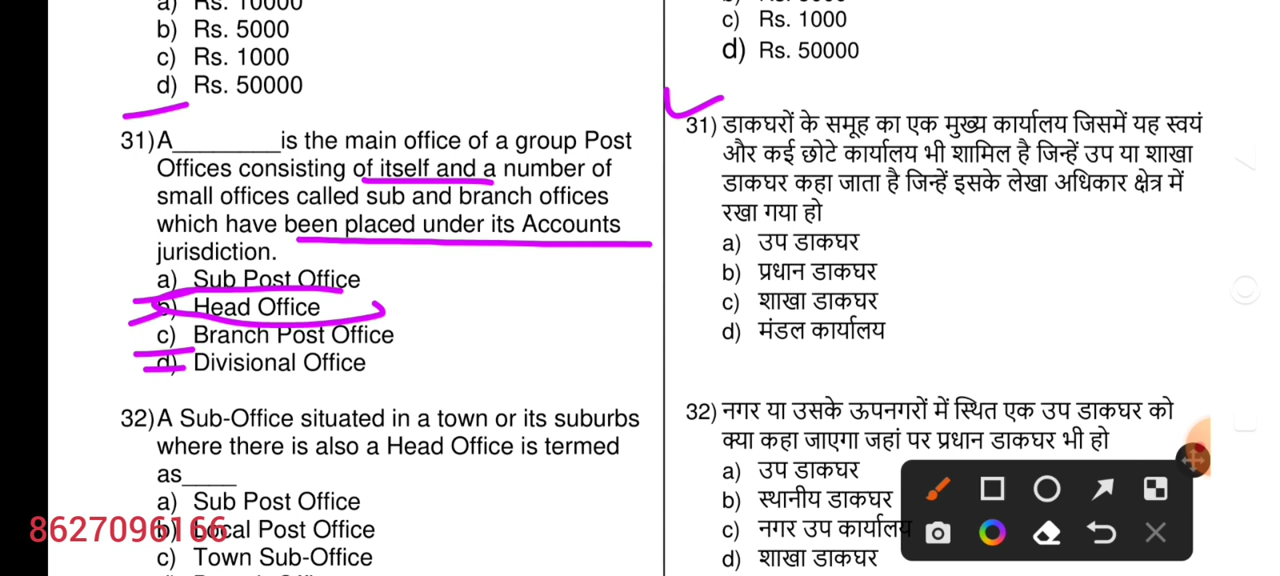 a) Rs. 10000
b) Rs. 5000
c) Rs. 1000
d) Rs. 50000
31)A________is the main office of a group Post
Offices consisting of itself and a number of
small offices called sub and branch offices
which have been placed under its Accounts
jurisdiction.
a) Sub Post Office
b) Head Office
c) Branch Post Office
d) Divisional Office
32)A Sub-Office situated in a town or its suburbs
where there is also a Head Office is termed
as____
a) Sub Post Office
b) Local Post Office
c) Town Sub-Office
c) Rs. 1000
d) Rs. 50000
31) डाकघरों के समूह का एक मुख्य कार्यालय जिसमें यह स्वयं
और कई छोटे कार्यालय भी शामिल है जिन्हें उप या शाखा
डाकघर कहा जाता है जिन्हें इसके लेखा अधिकार क्षेत्र में
रखा गया हो
a) उप डाकघर
b) प्रधान डाकघर
c) शाखा डाकघर
d) मंडल कार्यालय
32) नगर या उसके ऊपनगरों में स्थित एक उप डाकघर को
क्या कहा जाएगा जहां पर प्रधान डाकघर भी हो
a) उप डाकघर
b) स्थानीय डाकघर
c) नगर उप कार्यालय
d) शाखा डाकघर
8627096166